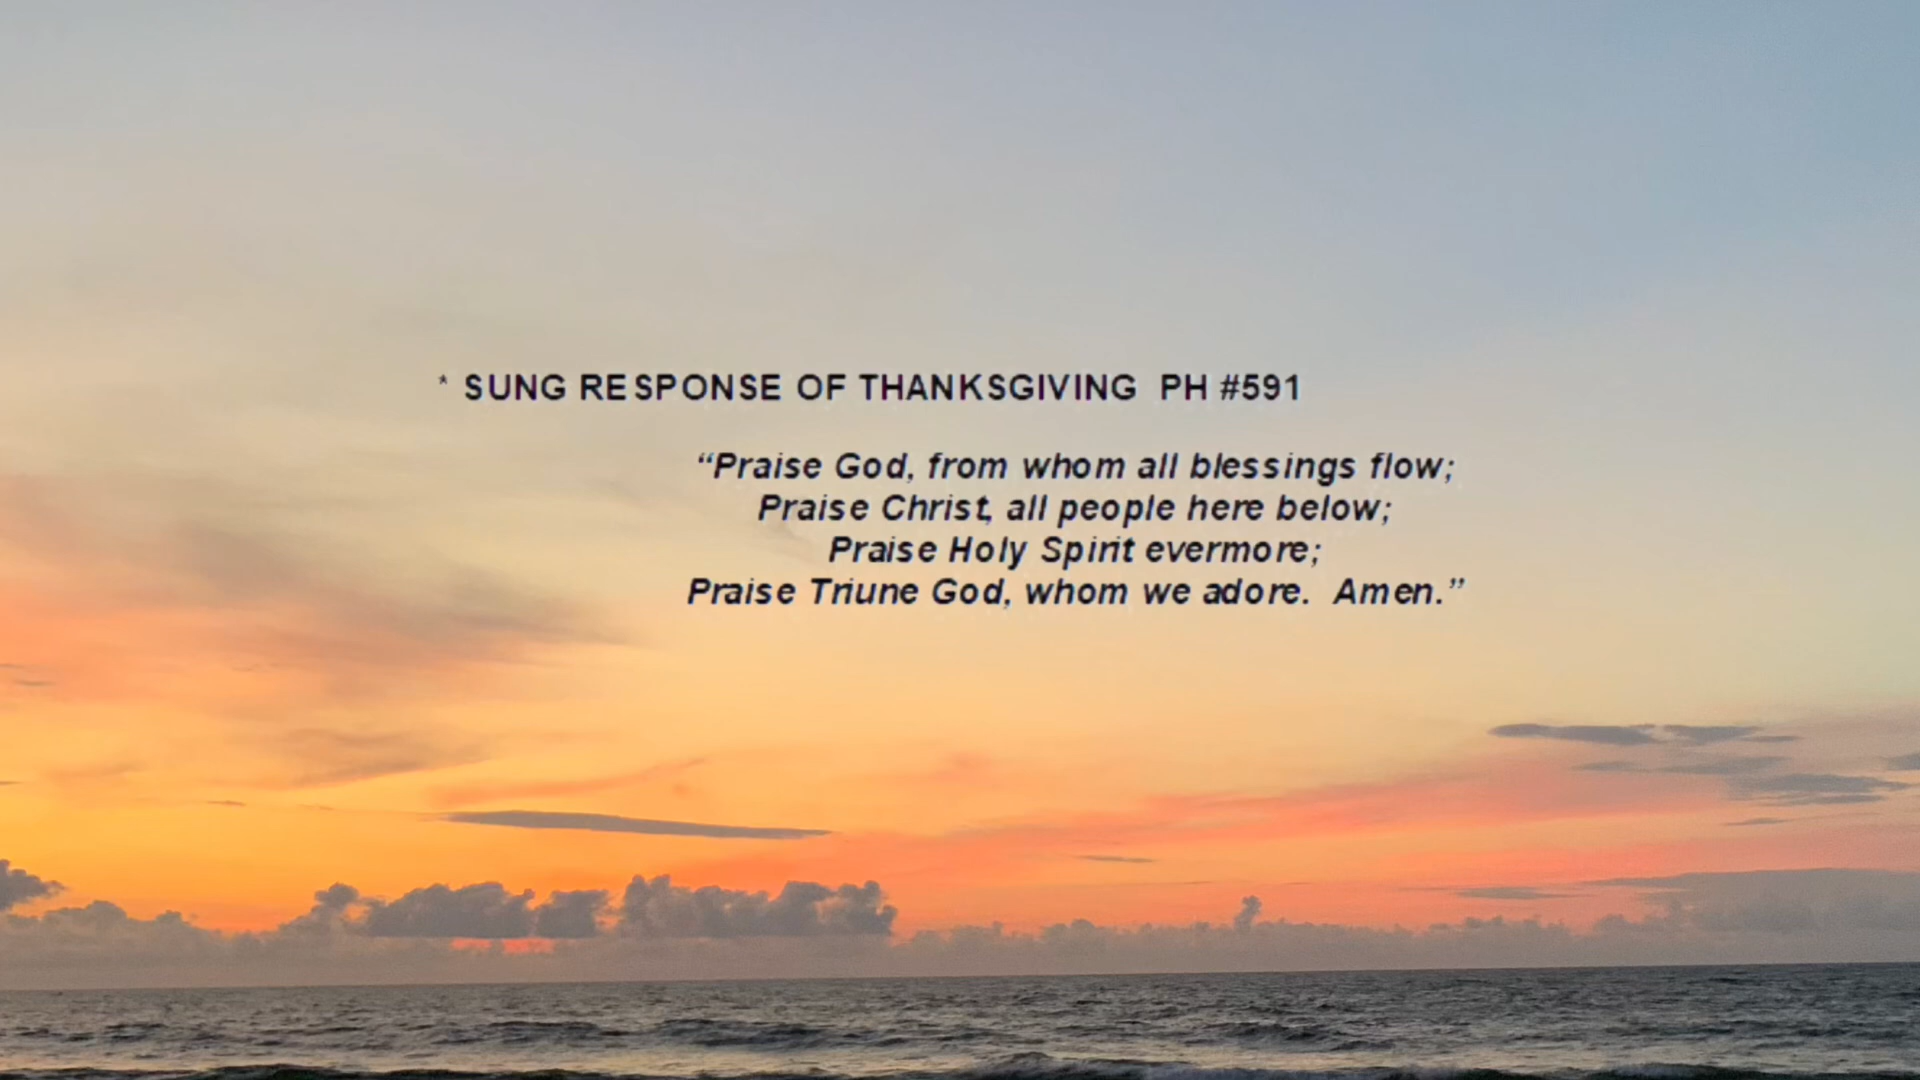 * SUNG RESPONSE OF THANKSGIVING PH #591
“Praise God, from whom all blessings flow;
Praise Christ, all people here below;
Praise Holy Spirit evermore;
Praise Triune God, whom we adore. Amen.”